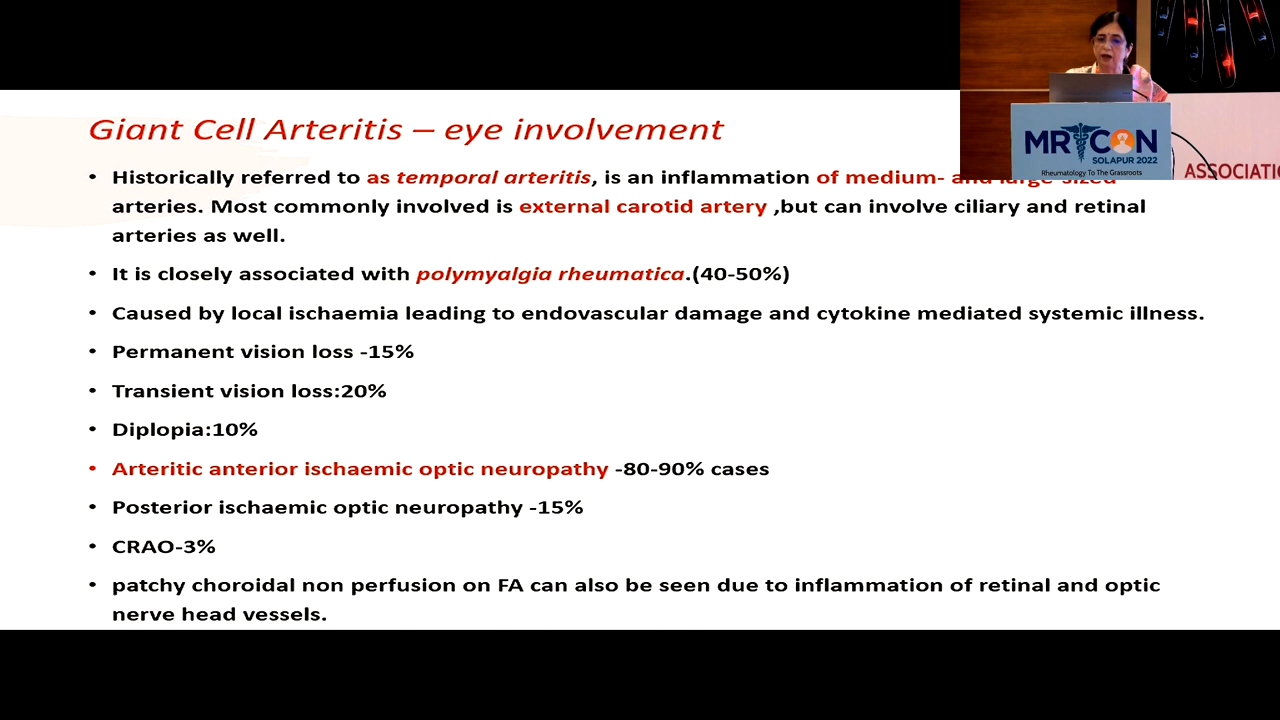 Giant Cell Arteritis – eye involvement
• Historically referred to as temporal arteritis, is an inflammation of medium- and large-sized
arteries. Most commonly involved is external carotid artery ,but can involve ciliary and retinal
arteries as well.
• It is closely associated with polymyalgia rheumatica.(40-50%)
• Caused by local ischaemia leading to endovascular damage and cytokine mediated systemic illness.
• Permanent vision loss -15%
• Transient vision loss:20%
• Diplopia:10%
• Arteritic anterior ischaemic optic neuropathy -80-90% cases
• Posterior ischaemic optic neuropathy -15%
• CRAO-3%
• patchy choroidal non perfusion on FA can also be seen due to inflammation of retinal and optic
nerve head vessels.
MRCON
SOLAPUR 2022
Rheumatology To The Grassroots
ASSOCIATI